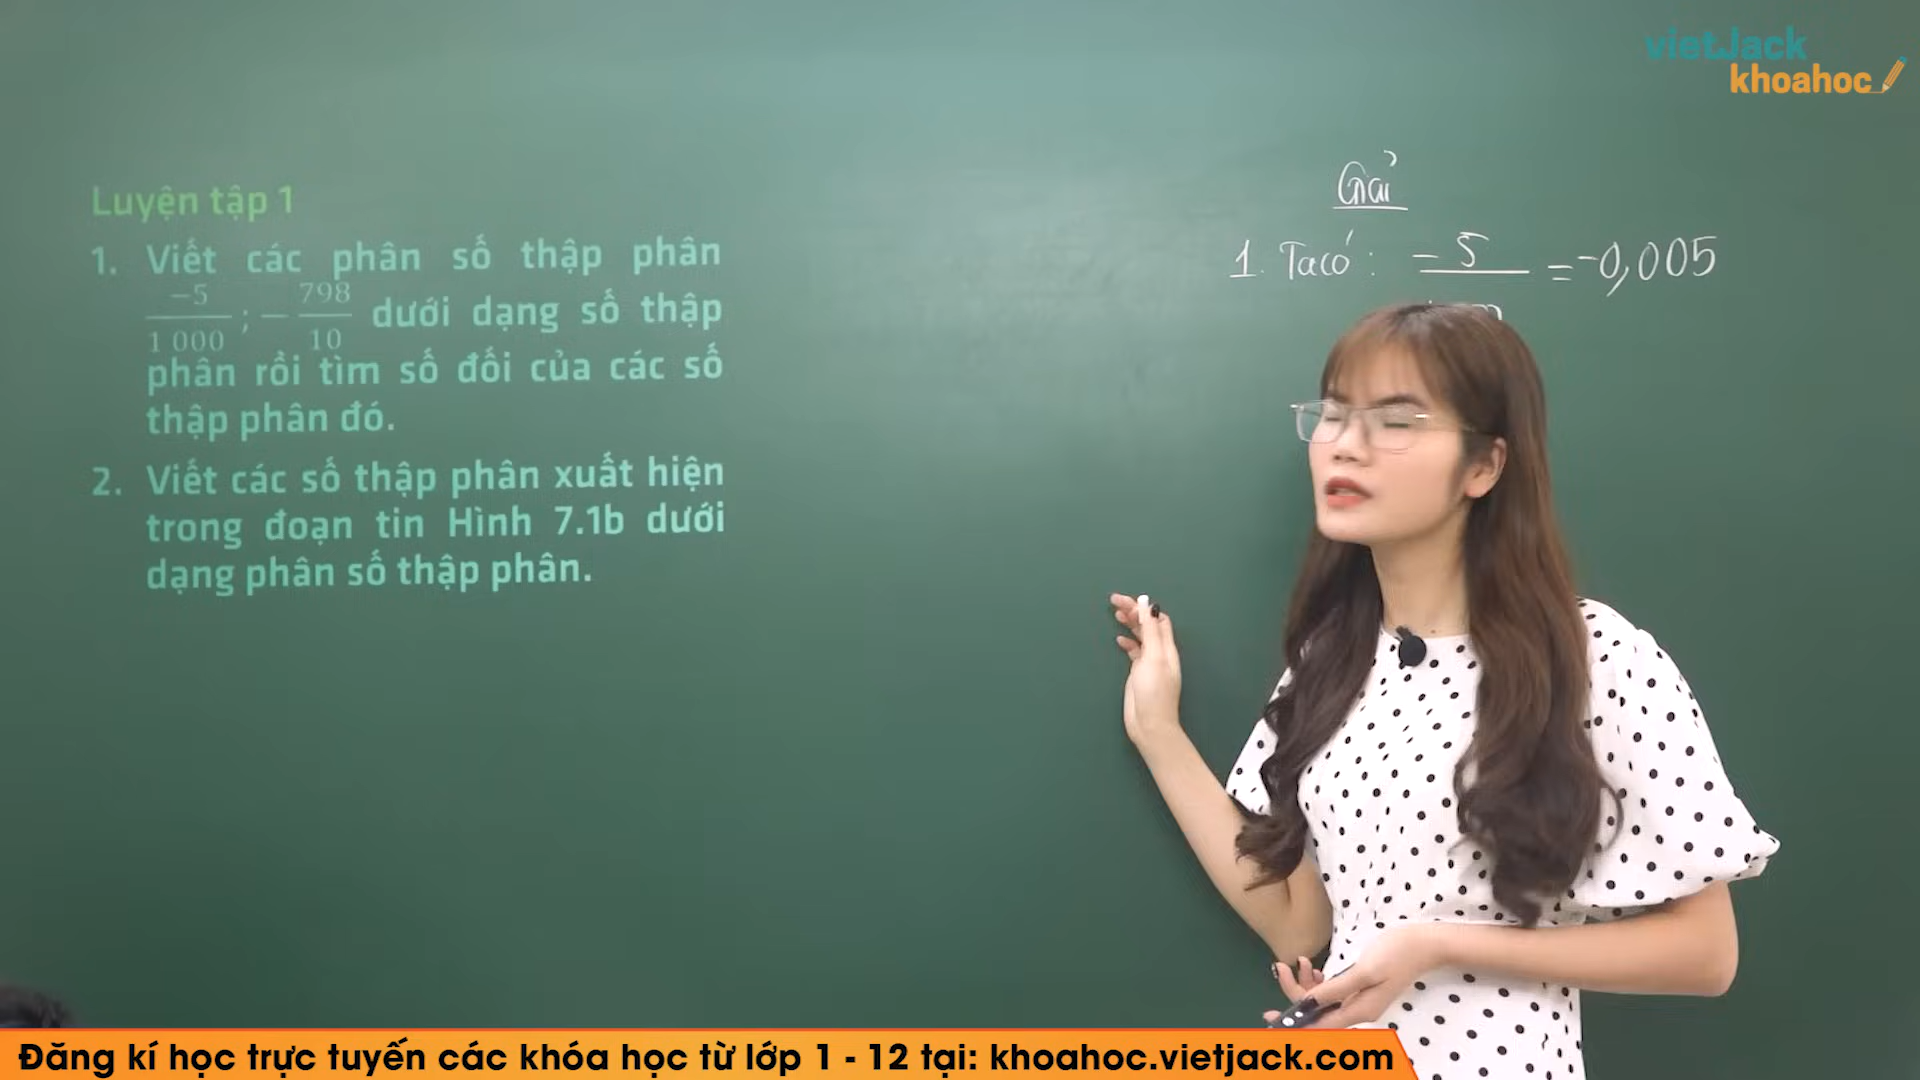 vietJack
khoahoc
Giải
Luyện tập 1
1. Viết các phân số thập phân
-5/1 000 ; - 798/10 dưới dạng số thập
phân rồi tìm số đối của các số
thập phân đó.
2. Viết các số thập phân xuất hiện
trong đoạn tin Hình 7.1b dưới
dạng phân số thập phân.
1. Ta có: -5 = -0,005
Đăng kí học trực tuyến các khóa học từ lớp 1 - 12 tại: khoahoc.vietjack.com